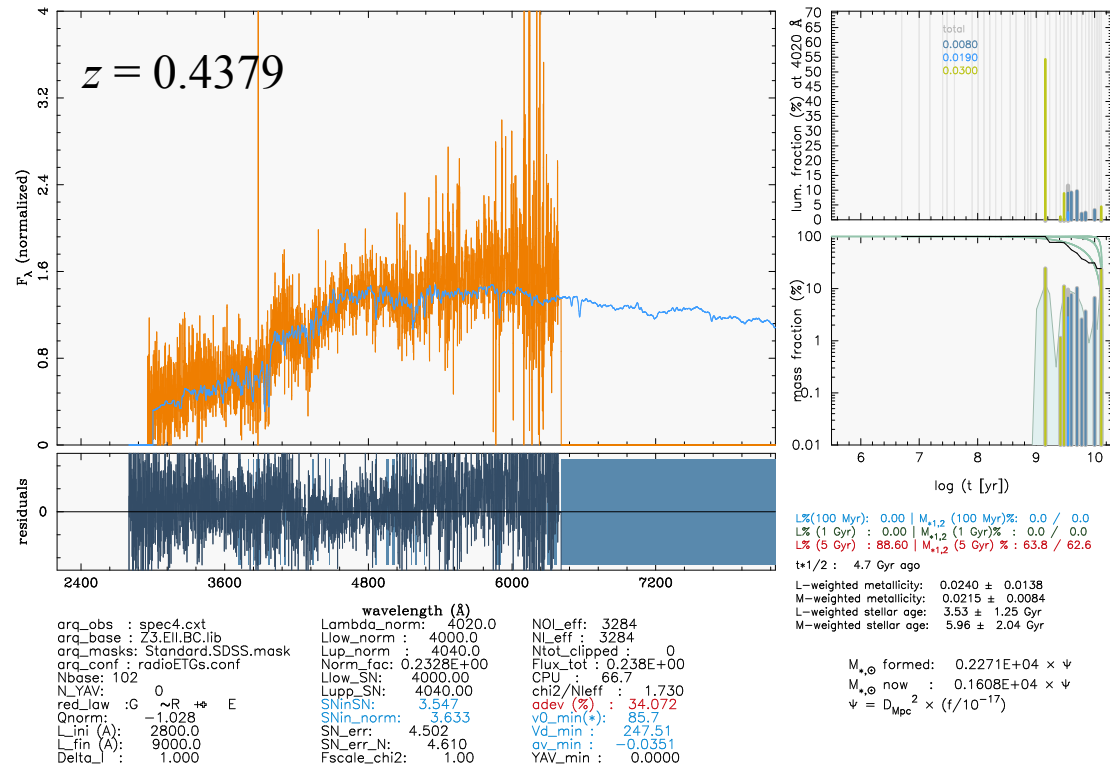 z = 0.4379
4
3.2
2.4
1.6
0.8
0
F_λ (normalized)
residuals
0
2400 3600 4800 6000 7200
wavelength (Å)
70
65
60
55
50
45
40
35
30
25
20
15
10
5
0
lum. fraction (%) at 4020 Å
total
0.0080
0.0190
0.0300
100
10
1
0.1
0.01
mass fraction (%)
6 7 8 9 10
log (t [yr])
L%(100 Myr): 0.00 | M_*1,2 (100 Myr)%: 0.0 / 0.0
L% (1 Gyr) : 0.00 | M_*1,2 (1 Gyr)% : 0.0 / 0.0
L% (5 Gyr) : 88.60 | M_*1,2 (5 Gyr) % : 63.8 / 62.6
t*1/2 : 4.7 Gyr ago
L-weighted metallicity: 0.0240 ± 0.0138
M-weighted metallicity: 0.0215 ± 0.0084
L-weighted stellar age: 3.53 ± 1.25 Gyr
M-weighted stellar age: 5.96 ± 2.04 Gyr
M_*,⊙ formed: 0.2271E+04 × Ψ
M_*,⊙ now : 0.1608E+04 × Ψ
Ψ = D_Mpc² × (f/10⁻¹⁷)
arq_obs : spec4.cxt
arq_base : Z3.Ell.BC.lib
arq_masks: Standard.SDSS.mask
arq_conf : radioETGs.conf
Nbase: 102
N_YAV: 0
red_law :G ~R E
Qnorm: −1.028
L_ini (A): 2800.0
L_fin (A): 9000.0
Delta_l : 1.000
Lambda_norm: 4020.0
Llow_norm : 4000.0
Lup_norm : 4040.0
Norm_fac: 0.2328E+00
Llow_SN: 4000.00
Lupp_SN: 4040.00
SNinSN: 3.547
SNin_norm: 3.633
SN_err: 4.502
SN_err_N: 4.610
Fscale_chi2: 1.00
NOl_eff: 3284
Nl_eff: 3284
Ntot_clipped : 0
Flux_tot : 0.238E+00
CPU : 66.7
chi2/Nleff : 1.730
adev (%) : 34.072
v0_min(*): 85.7
Vd_min : 247.51
av_min : −0.0351
YAV_min : 0.0000